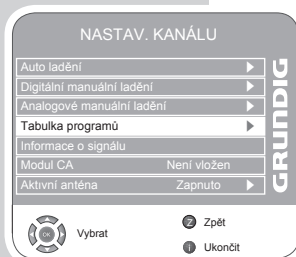 NASTAV. KANÁLU
Auto ladění
Digitální manuální ladění
Analogové manuální ladění
Tabulka programů
Informace o signálu
Modul CA Není vložen
Aktivní anténa Zapnuto
GRUNDIG
OK
Vybrat
Z Zpět
i Ukončit